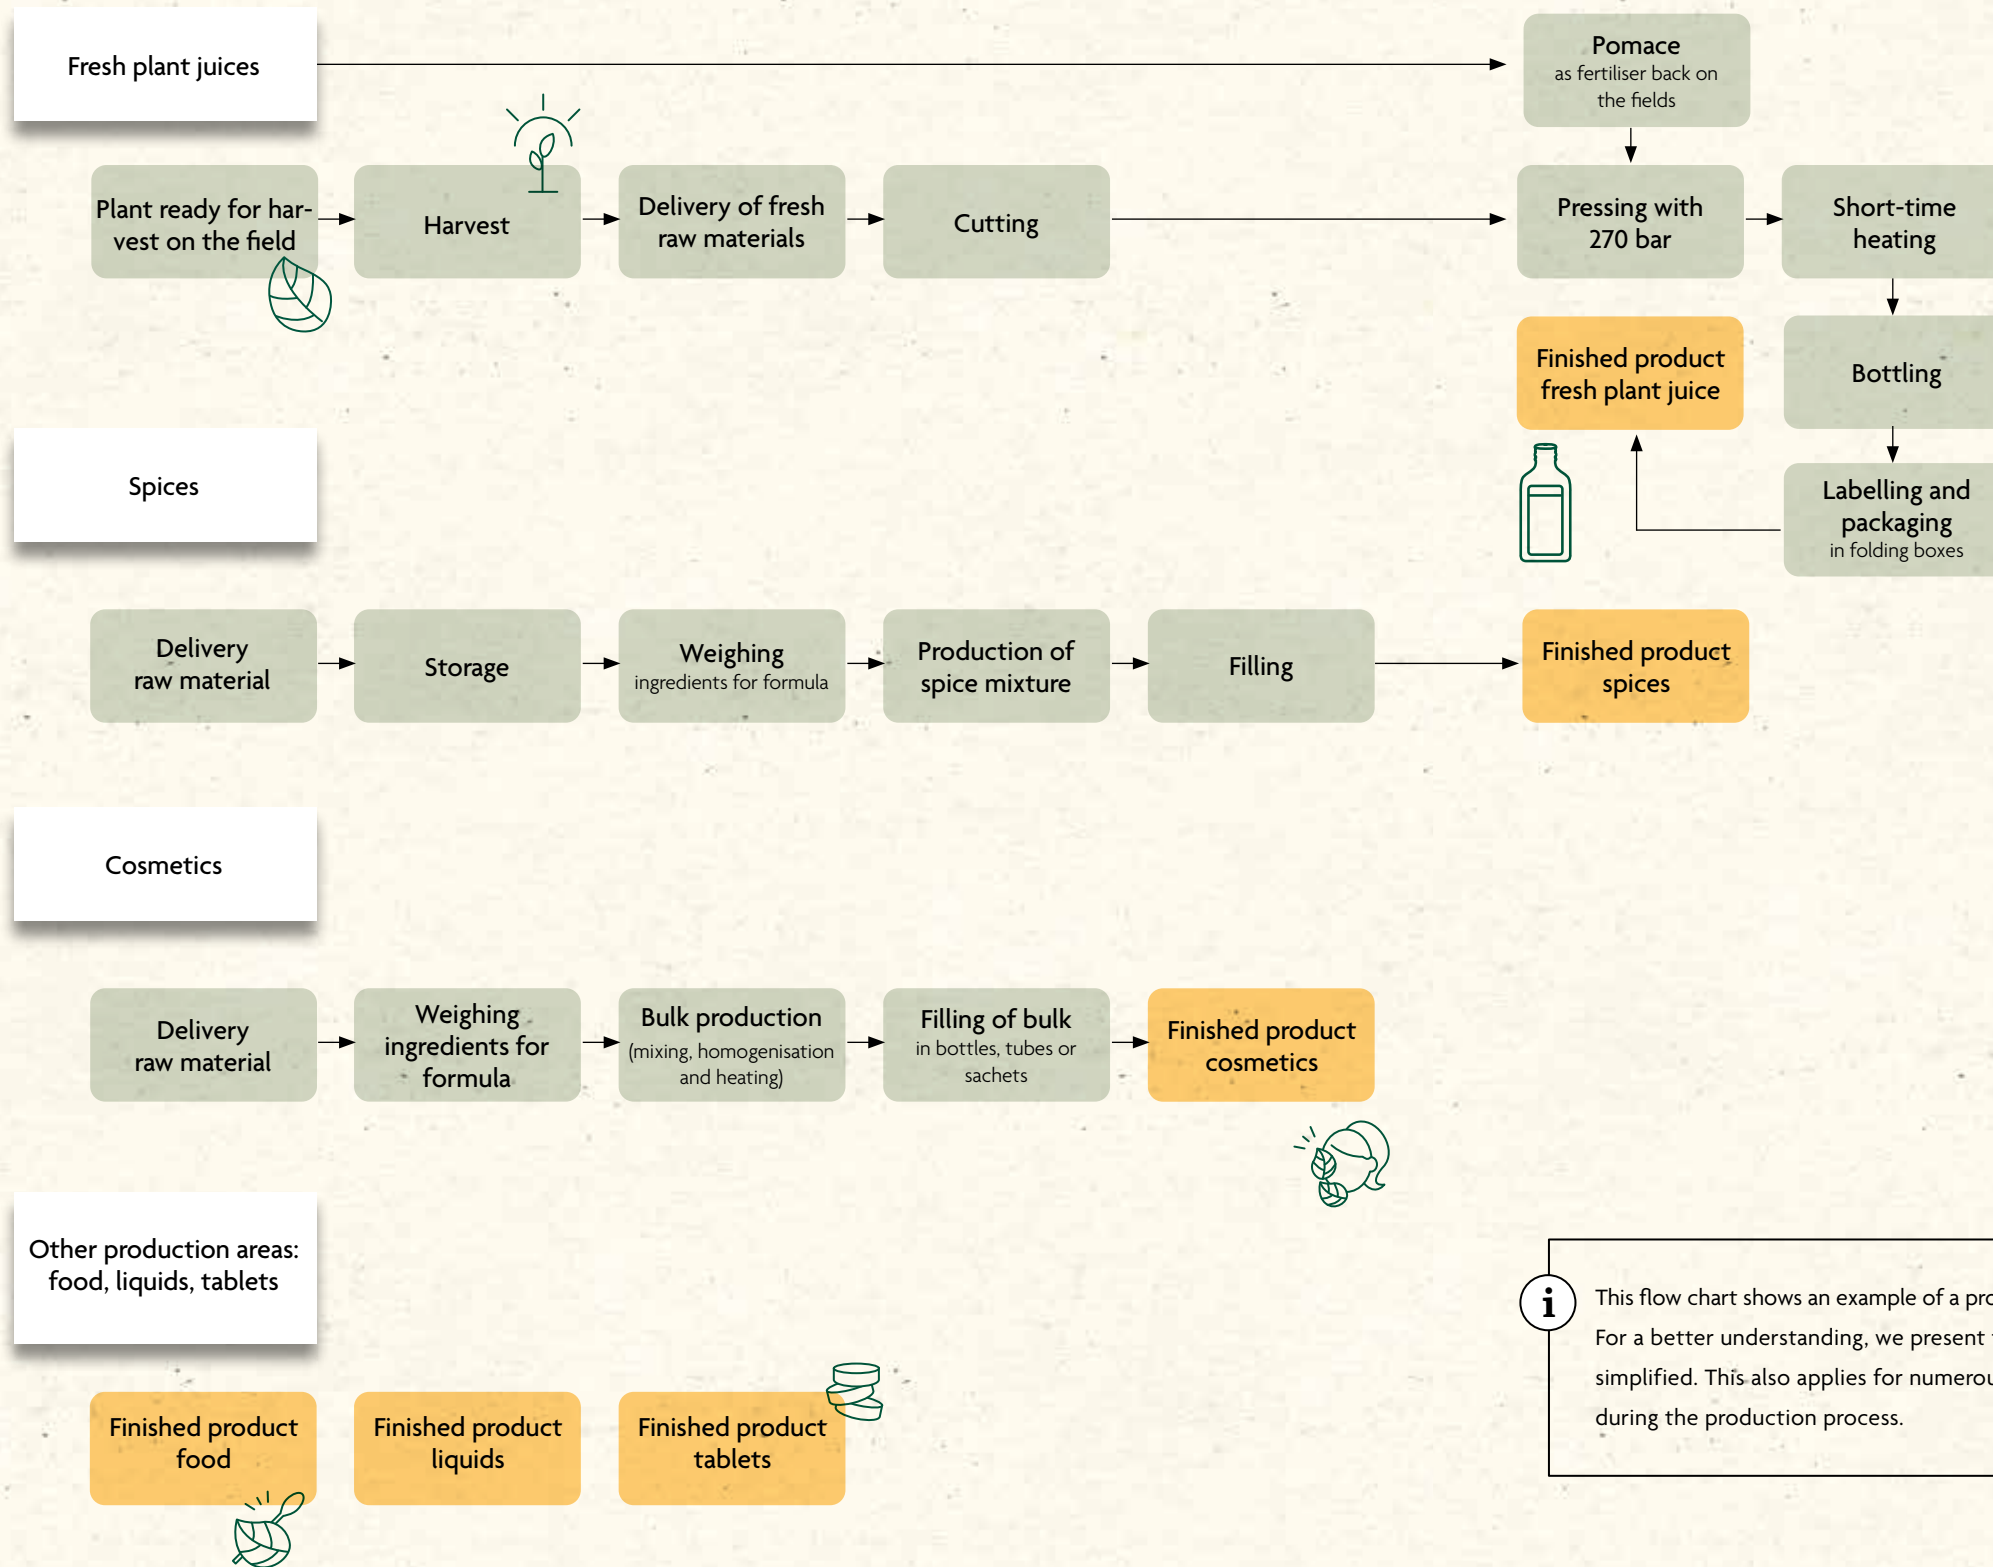 Fresh plant juices
Pomace
as fertiliser back on
the fields
Plant ready for har-
vest on the field
Harvest
Delivery of fresh
raw materials
Cutting
Pressing with
270 bar
Short-time
heating
Finished product
fresh plant juice
Bottling
Labelling and
packaging
in folding boxes
Spices
Delivery
raw material
Storage
Weighing
ingredients for formula
Production of
spice mixture
Filling
Finished product
spices
Cosmetics
Delivery
raw material
Weighing
ingredients for
formula
Bulk production
(mixing, homogenisation
and heating)
Filling of bulk
in bottles, tubes or
sachets
Finished product
cosmetics
Other production areas:
food, liquids, tablets
Finished product
food
Finished product
liquids
Finished product
tablets
i
This flow chart shows an example of a
For a better understanding, we present
simplified. This also applies for
during the production process.